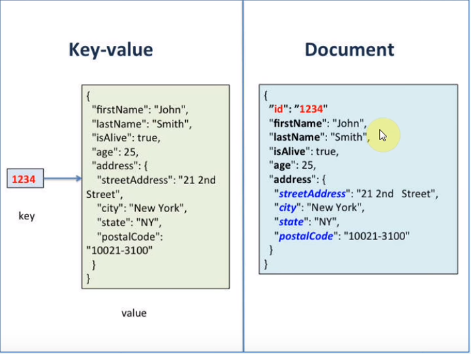 Key-value
1234
key
{
"firstName": "John",
"lastName": "Smith",
"isAlive": true,
"age": 25,
"address": {
"streetAddress": "21 2nd
Street",
"city": "New York",
"state": "NY",
"postalCode":
"10021-3100"
}
}
value
Document
{
"id": "1234"
"firstName": "John",
"lastName": "Smith",
"isAlive": true,
"age": 25,
"address": {
"streetAddress": "21 2nd Street",
"city": "New York",
"state": "NY",
"postalCode": "10021-3100"
}
}